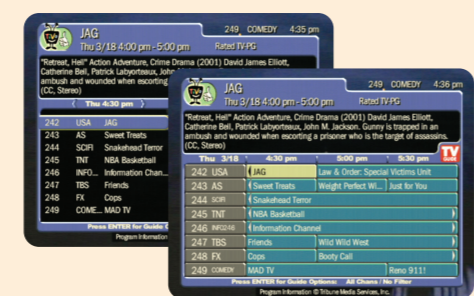 JAG
249 COMEDY 4:35 pm
Thu 3/18 4:00 pm - 5:00 pm Rated TV-PG
"Retreat, Hell" Action Adventure, Crime Drama (2001) David James Elliott,
Catherine Bell, Patrick Labyorteaux, John
ambush and wounded when escorting
(CC, Stereo)
Thu 4:30 pm
242 USA JAG
243 AS Sweet Treats
244 SCIFI Snakehead Terror
245 TNT NBA Basketball
246 INFO... Information Chan...
247 TBS Friends
248 FX Cops
249 COME... MAD TV
Press ENTER for Guide O
Program Information
JAG
249 COMEDY 4:36 pm
Thu 3/18 4:00 pm - 5:00 pm Rated TV-PG
"Retreat, Hell" Action Adventure, Crime Drama (2001) David James Elliott,
Catherine Bell, Patrick Labyorteaux, John M. Jackson. Gunny is trapped in an
ambush and wounded when escorting a prisoner who is the target of assassins.
(CC, Stereo)
TV GUIDE
Thu 3/18 4:30 pm 5:00 pm 5:30 pm
242 USA JAG Law & Order: Special Victims Unit
243 AS Sweet Treats Weight Perfect Wi... Just for You
244 SCIFI Snakehead Terror
245 TNT NBA Basketball
246 INFO246 Information Channel
247 TBS Friends Wild Wild West
248 FX Cops Booty Call
249 COMEDY MAD TV Reno 911!
Press ENTER for Guide Options: All Chans / No Filter
Program Information © Tribune Media Services, Inc.